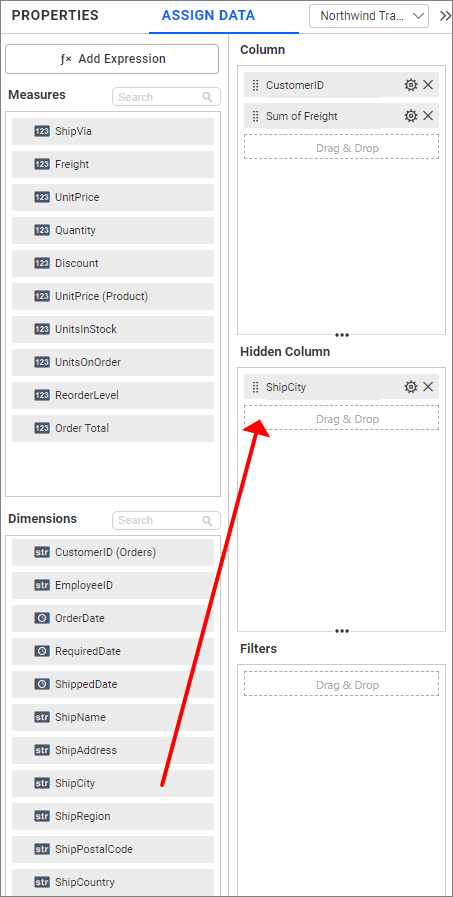 PROPERTIES
ASSIGN DATA
Northwind Tra...
ƒx Add Expression
Measures
Search
123 ShipVia
123 Freight
123 UnitPrice
123 Quantity
123 Discount
123 UnitPrice (Product)
123 UnitsInStock
123 UnitsOnOrder
123 ReorderLevel
123 Order Total
Dimensions
Search
str CustomerID (Orders)
str EmployeeID
OrderDate
RequiredDate
ShippedDate
str ShipName
str ShipAddress
str ShipCity
str ShipRegion
str ShipPostalCode
str ShipCountry
Column
CustomerID
Sum of Freight
Drag & Drop
Hidden Column
ShipCity
Drag & Drop
Filters
Drag & Drop